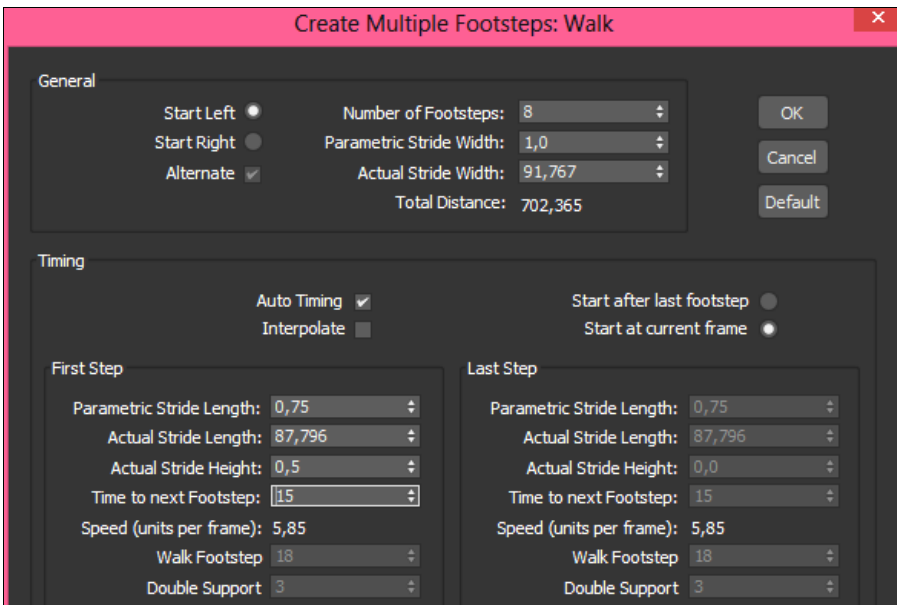 Create Multiple Footsteps: Walk
General
Start Left
Number of Footsteps: 8
OK
Start Right
Parametric Stride Width: 1,0
Cancel
Alternate
Actual Stride Width: 91,767
Total Distance: 702,365
Default
Timing
Auto Timing
Start after last footstep
Interpolate
Start at current frame
First Step
Parametric Stride Length: 0,75
Actual Stride Length: 87,796
Actual Stride Height: 0,5
Time to next Footstep: 15
Speed (units per frame): 5,85
Walk Footstep 18
Double Support 3
Last Step
Parametric Stride Length: 0,75
Actual Stride Length: 87,796
Actual Stride Height: 0,0
Time to next Footstep: 15
Speed (units per frame): 5,85
Walk Footstep 18
Double Support 3